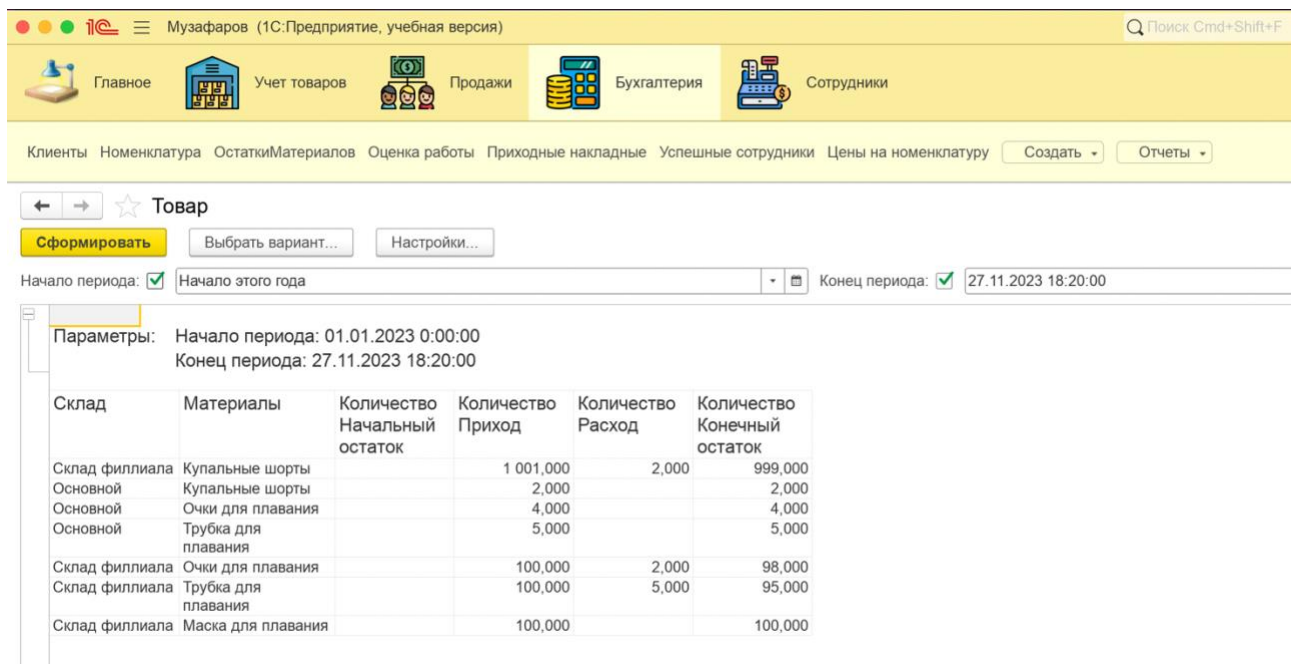 1С Музафаров (1С:Предприятие, учебная версия) Поиск Cmd+Shift+F
Главное Учет товаров Продажи Бухгалтерия Сотрудники
Клиенты Номенклатура ОстаткиМатериалов Оценка работы Приходные накладные Успешные сотрудники Цены на номенклатуру Создать Отчеты
Товар
Сформировать Выбрать вариант... Настройки...
Начало периода: Начало этого года Конец периода: 27.11.2023 18:20:00
Параметры: Начало периода: 01.01.2023 0:00:00
Конец периода: 27.11.2023 18:20:00
Склад Материалы Количество Количество Количество Количество
Начальный Приход Расход Конечный
остаток остаток
Склад филлиала Купальные шорты 1 001,000 2,000 999,000
Основной Купальные шорты 2,000 2,000
Основной Очки для плавания 4,000 4,000
Основной Трубка для 5,000 5,000
плавания
Склад филлиала Очки для плавания 100,000 2,000 98,000
Склад филлиала Трубка для 100,000 5,000 95,000
плавания
Склад филлиала Маска для плавания 100,000 100,000